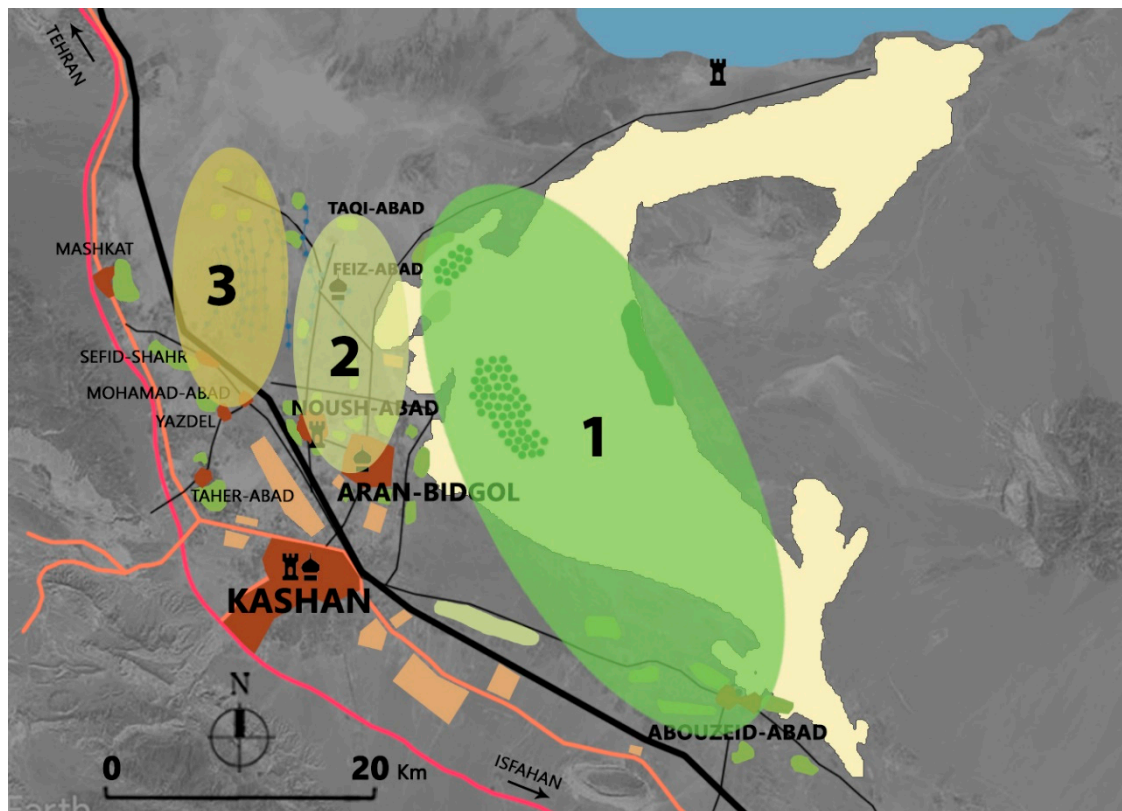 TEHRAN
TAQI-ABAD
MASHKAT
FEIZ-ABAD
3
2
1
SEFID-SHAHR
MOHAMAD-ABAD
NOUSH-ABAD
YAZDEL
TAHER-ABAD
ARAN-BIDGOL
KASHAN
ABOUZEID-ABAD
N
0 20 Km
ISFAHAN
Earth